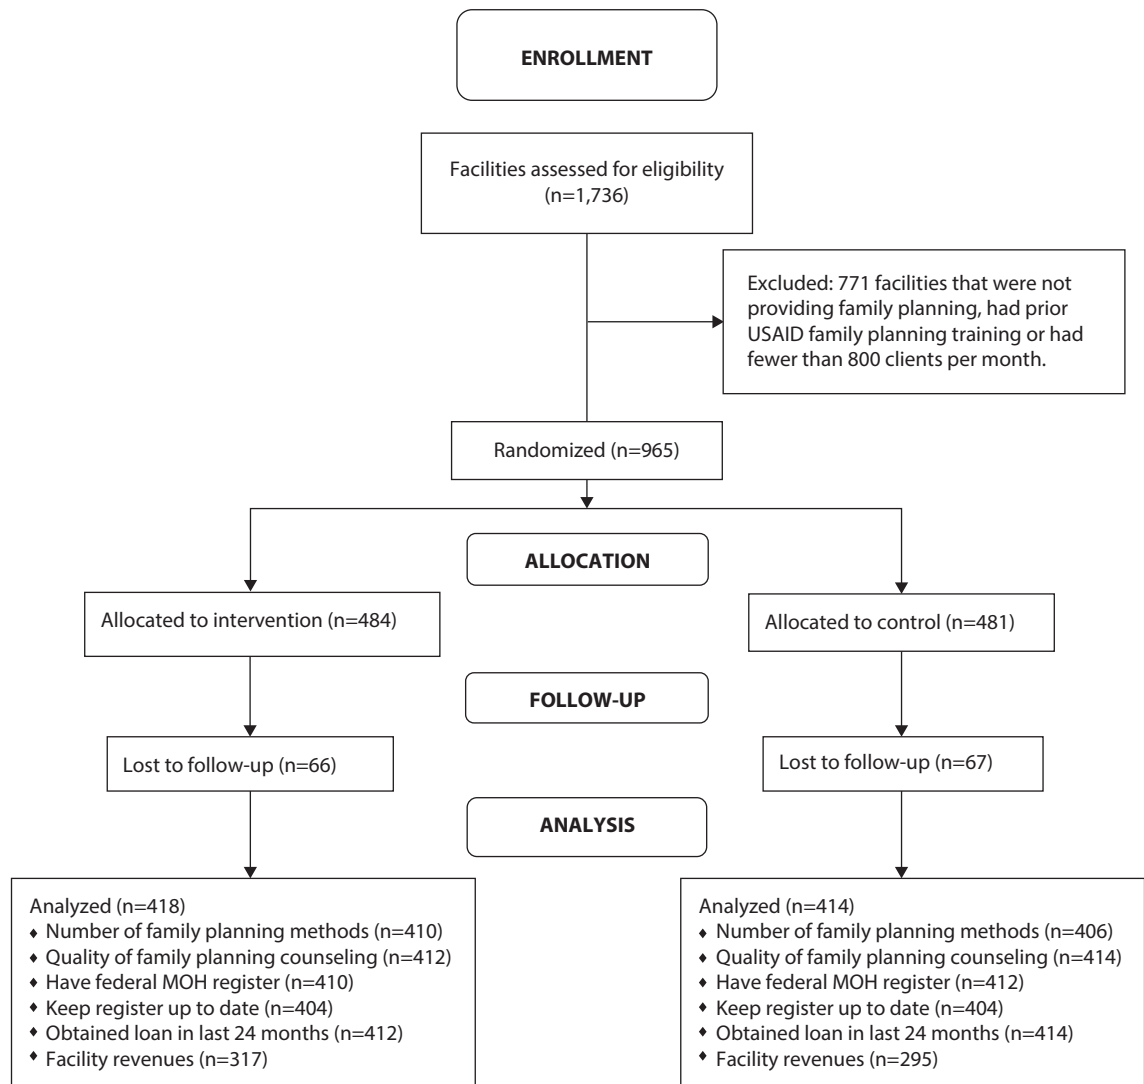 ENROLLMENT
Facilities assessed for eligibility
(n=1,736)
Excluded: 771 facilities that were not
providing family planning, had prior
USAID family planning training or had
fewer than 800 clients per month.
Randomized (n=965)
ALLOCATION
Allocated to intervention (n=484)
Allocated to control (n=481)
FOLLOW-UP
Lost to follow-up (n=66)
Lost to follow-up (n=67)
ANALYSIS
Analyzed (n=418)
♦ Number of family planning methods (n=410)
♦ Quality of family planning counseling (n=412)
♦ Have federal MOH register (n=410)
♦ Keep register up to date (n=404)
♦ Obtained loan in last 24 months (n=412)
♦ Facility revenues (n=317)
Analyzed (n=414)
♦ Number of family planning methods (n=406)
♦ Quality of family planning counseling (n=414)
♦ Have federal MOH register (n=412)
♦ Keep register up to date (n=404)
♦ Obtained loan in last 24 months (n=414)
♦ Facility revenues (n=295)